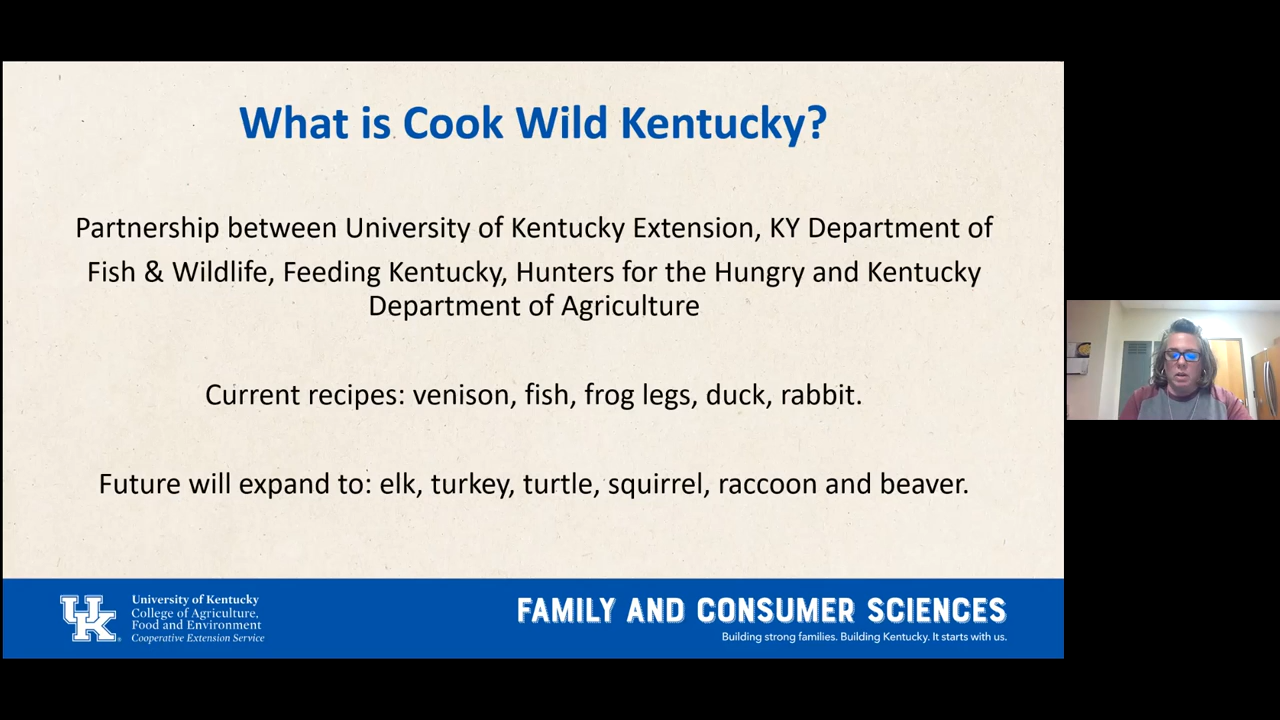 What is Cook Wild Kentucky?
Partnership between University of Kentucky Extension, KY Department of
Fish & Wildlife, Feeding Kentucky, Hunters for the Hungry and Kentucky
Department of Agriculture
Current recipes: venison, fish, frog legs, duck, rabbit.
Future will expand to: elk, turkey, turtle, squirrel, raccoon and beaver.
UK
University of Kentucky
College of Agriculture,
Food and Environment
Cooperative Extension Service
FAMILY AND CONSUMER SCIENCES
Building strong families. Building Kentucky. It starts with us.